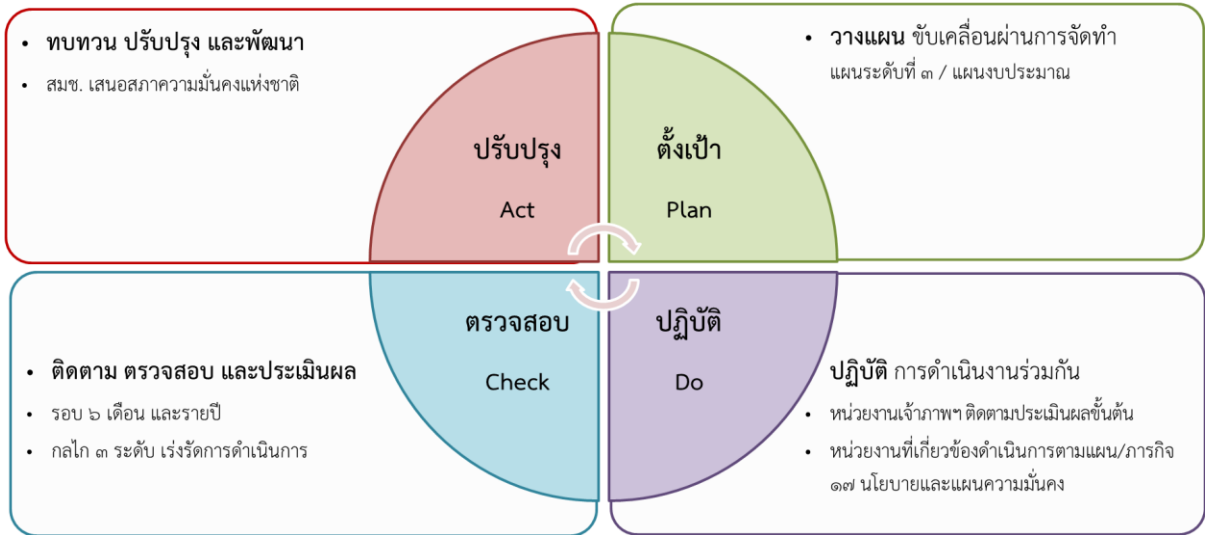 • ทบทวน ปรับปรุง และพัฒนา
• สมช. เสนอสภาความมั่นคงแห่งชาติ
ปรับปรุง
Act
• วางแผน ขับเคลื่อนผ่านการจัดทำ
แผนระดับที่ ๓ / แผนงบประมาณ
ตั้งเป้า
Plan
• ติดตาม ตรวจสอบ และประเมินผล
• รอบ ๖ เดือน และรายปี
• กลไก ๓ ระดับ เร่งรัดการดำเนินการ
ตรวจสอบ
Check
ปฏิบัติ
Do
ปฏิบัติ การดำเนินงานร่วมกัน
• หน่วยงานเจ้าภาพฯ ติดตามประเมินผลขั้นต้น
• หน่วยงานที่เกี่ยวข้องดำเนินการตามแผน/ภารกิจ
๑๗ นโยบายและแผนความมั่นคง